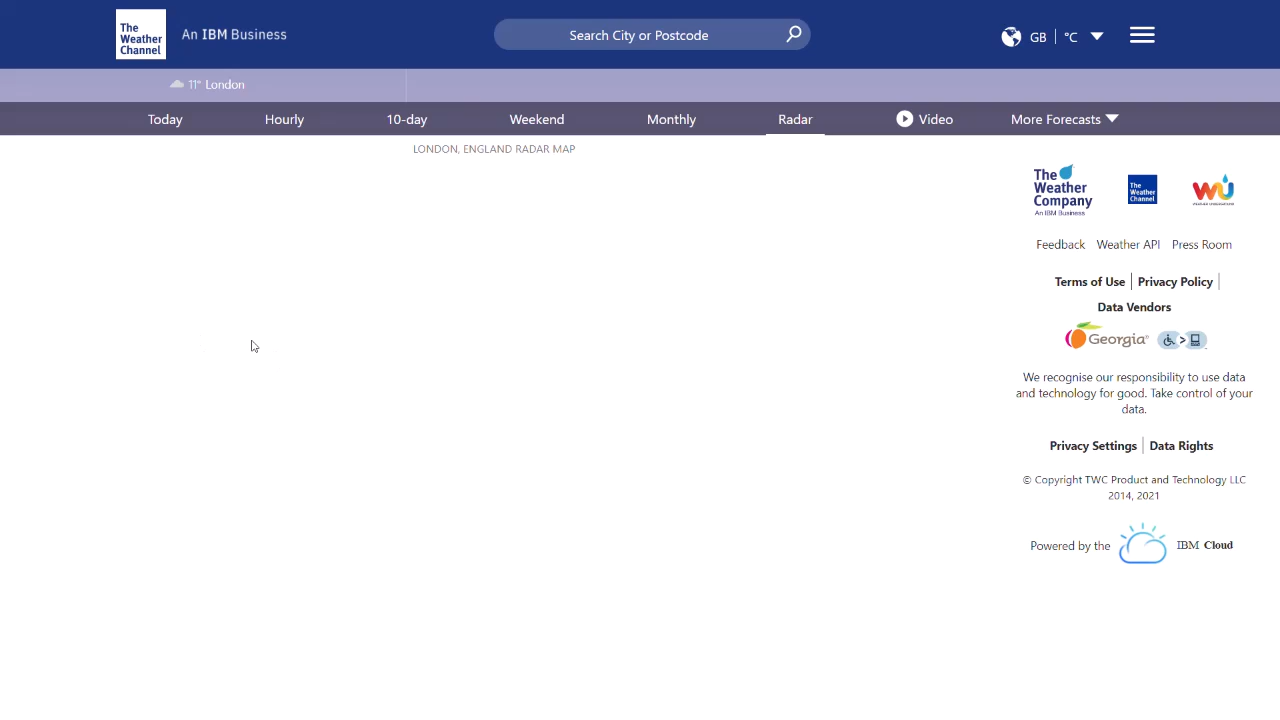 The
Weather
Channel
An IBM Business
Search City or Postcode
GB
°C
11° London
Today
Hourly
10-day
Weekend
Monthly
Radar
Video
More Forecasts
LONDON, ENGLAND RADAR MAP
The
Weather
Company
An IBM Business
The
Weather
Channel
WU
Feedback
Weather API
Press Room
Terms of Use
Privacy Policy
Data Vendors
Georgia®
We recognise our responsibility to use data
and technology for good. Take control of your
data.
Privacy Settings
Data Rights
© Copyright TWC Product and Technology LLC
2014, 2021
Powered by the
IBM Cloud